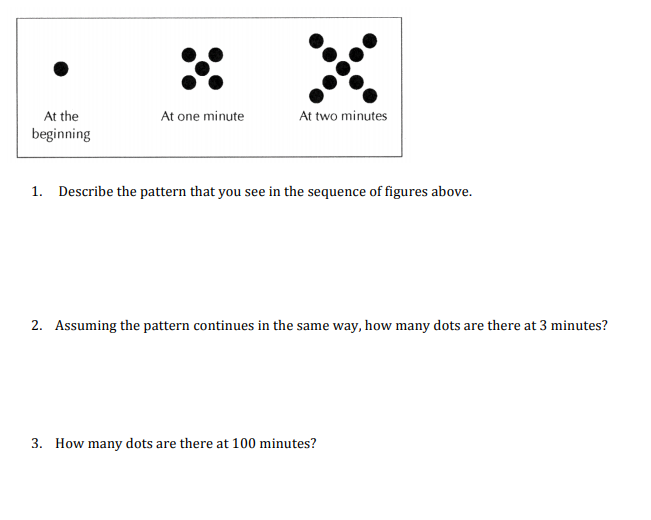 At the
beginning
At one minute
At two minutes
1. Describe the pattern that you see in the sequence of figures above.
2. Assuming the pattern continues in the same way, how many dots are there at 3 minutes?
3. How many dots are there at 100 minutes?